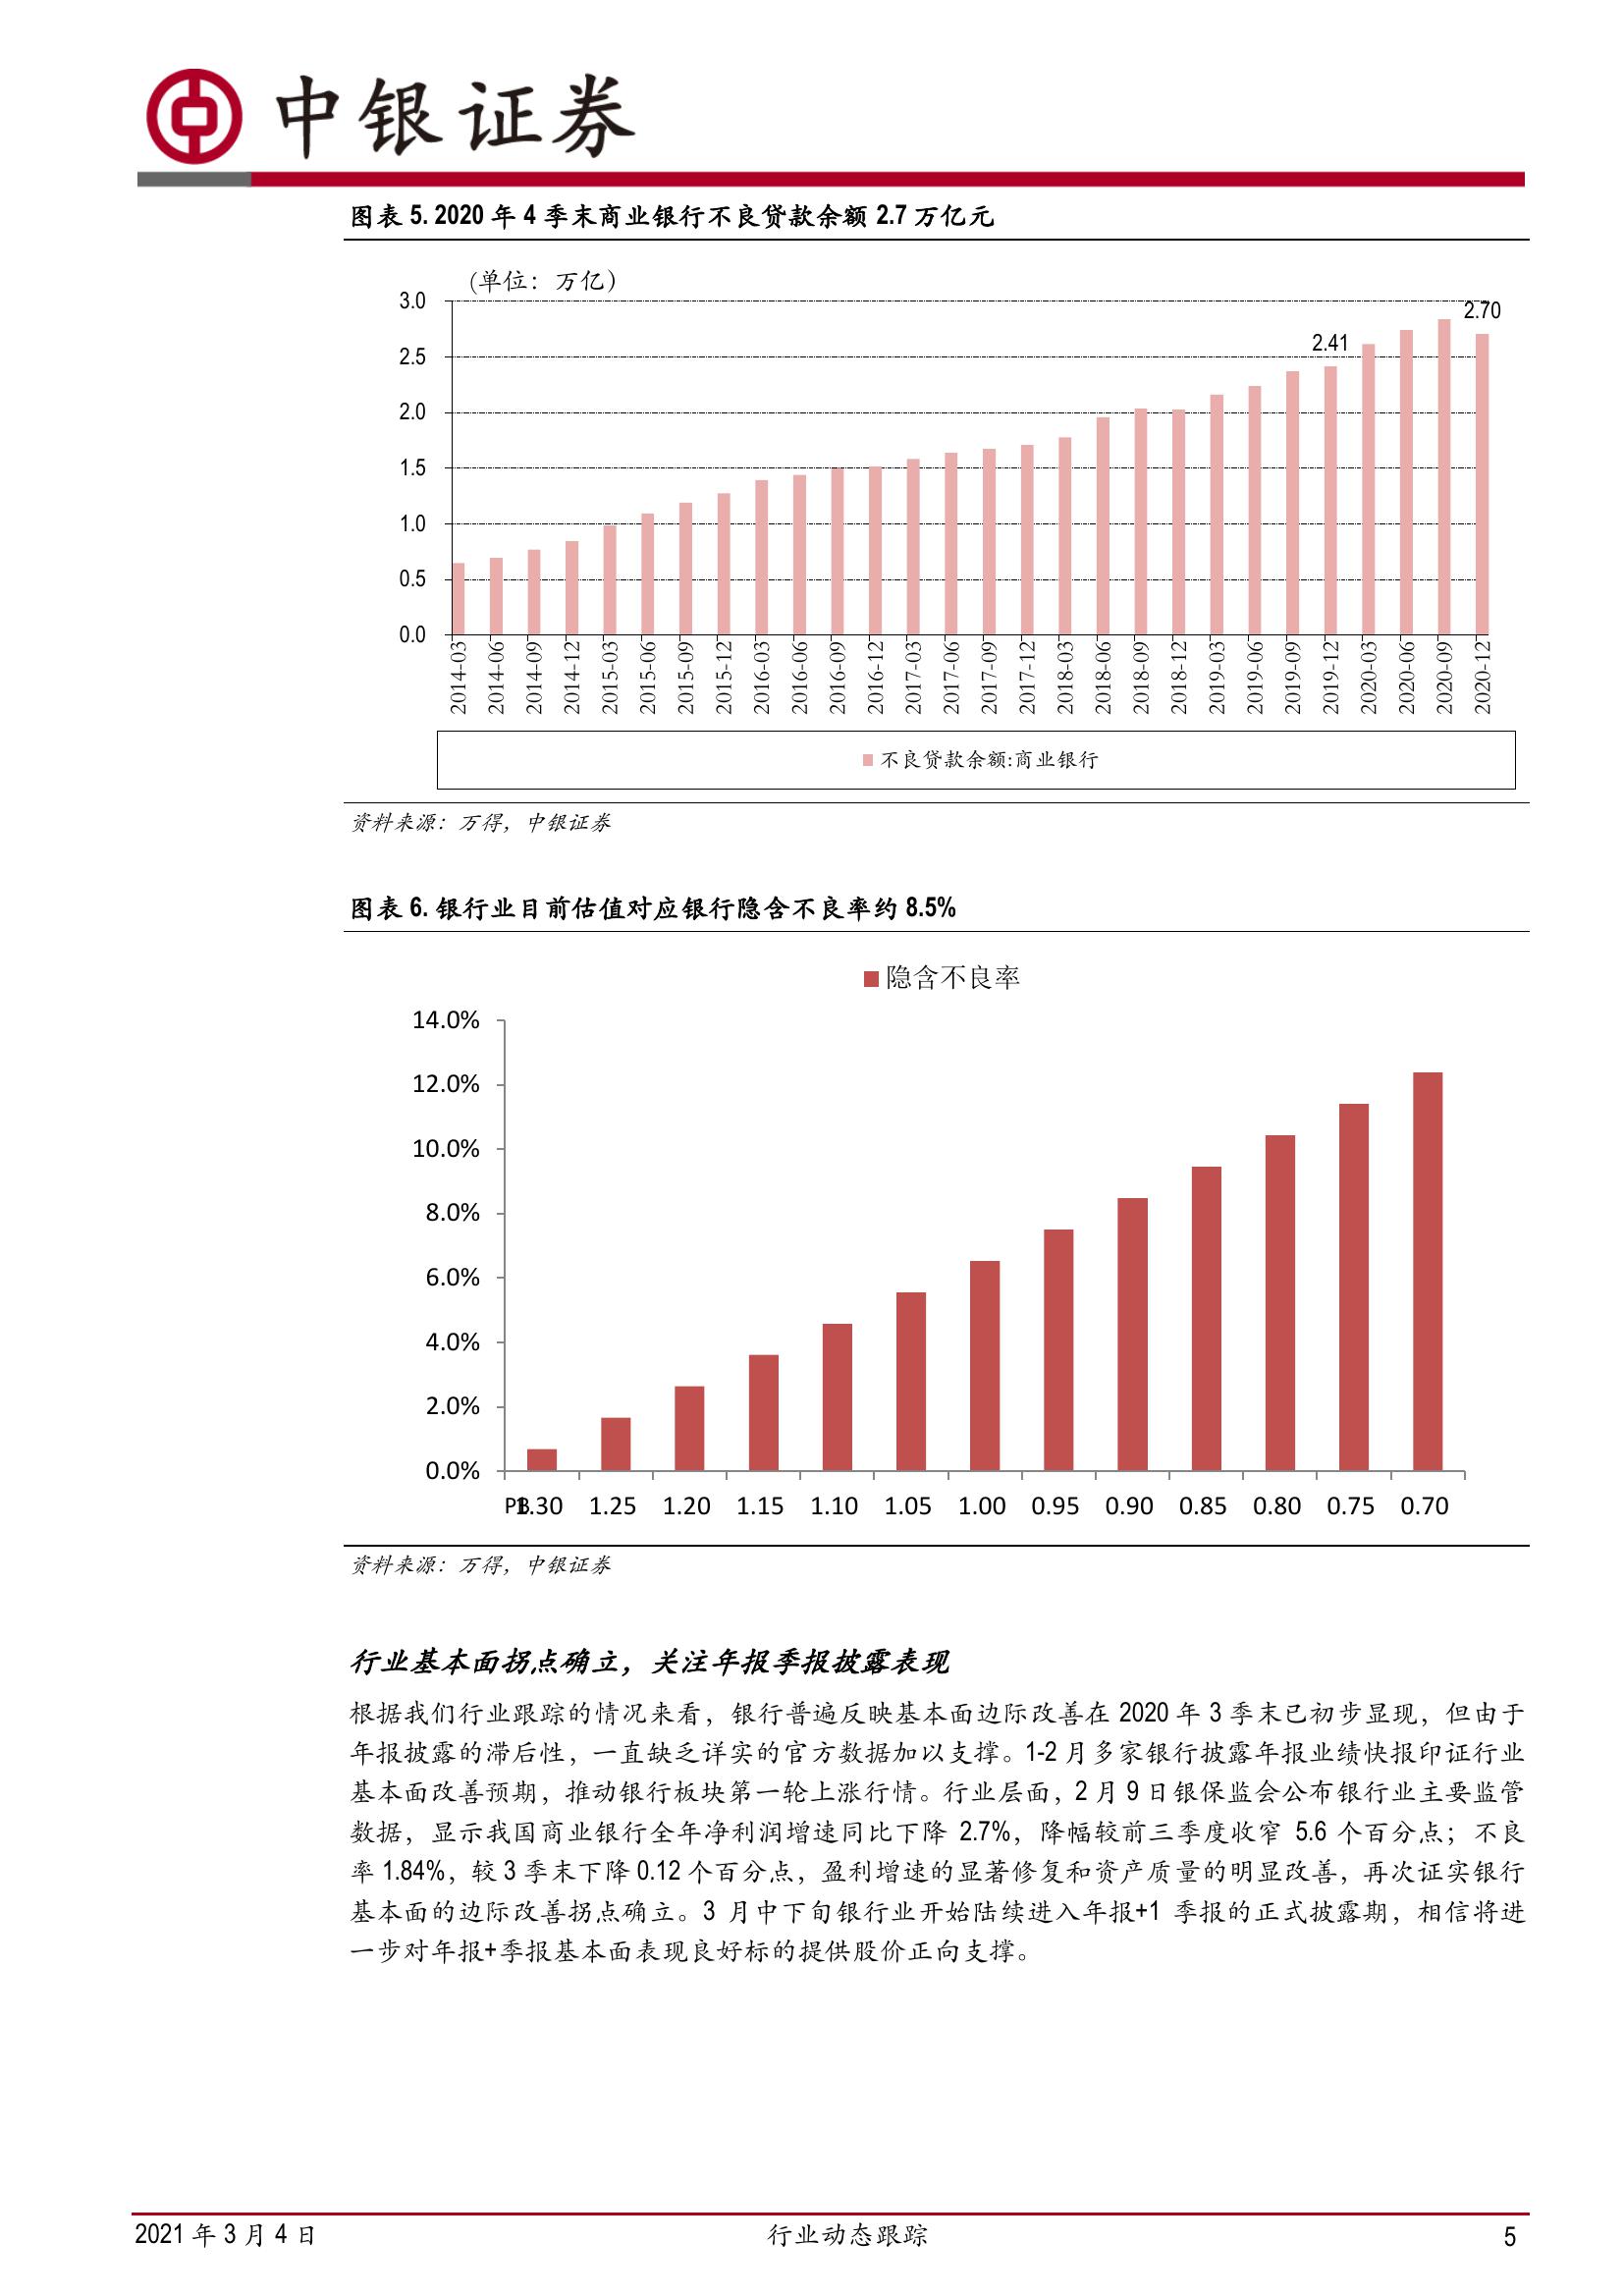 中银证券
图表 5. 2020 年 4 季末商业银行不良贷款余额 2.7 万亿元
(单位：万亿）
3.0
2.5
2.0
1.5
1.0
0.5
0.0
2.41
2.70
2014-03
2014-06
2014-09
2014-12
2015-03
2015-06
2015-09
2015-12
2016-03
2016-06
2016-09
2016-12
2017-03
2017-06
2017-09
2017-12
2018-03
2018-06
2018-09
2018-12
2019-03
2019-06
2019-09
2019-12
2020-03
2020-06
2020-09
2020-12
不良贷款余额:商业银行
资料来源：万得，中银证券
图表 6. 银行业目前估值对应银行隐含不良率约 8.5%
隐含不良率
14.0%
12.0%
10.0%
8.0%
6.0%
4.0%
2.0%
0.0%
PB 1.30 1.25 1.20 1.15 1.10 1.05 1.00 0.95 0.90 0.85 0.80 0.75 0.70
资料来源：万得，中银证券
行业基本面拐点确立，关注年报季报披露表现
根据我们行业跟踪的情况来看，银行普遍反映基本面边际改善在 2020 年 3 季末已初步显现，但由于
年报披露的滞后性，一直缺乏详实的官方数据加以支撑。1-2 月多家银行披露年报业绩快报印证行业
基本面改善预期，推动银行板块第一轮上涨行情。行业层面，2 月 9 日银保监会公布银行业主要监管
数据，显示我国商业银行全年净利润增速同比下降 2.7%，降幅较前三季度收窄 5.6 个百分点；不良
率 1.84%，较 3 季末下降 0.12 个百分点，盈利增速的显著修复和资产质量的明显改善，再次证实银行
基本面的边际改善拐点确立。3 月中下旬银行业开始陆续进入年报+1 季报的正式披露期，相信将进
一步对年报+季报基本面表现良好标的提供股价正向支撑。
2021 年 3 月 4 日 行业动态跟踪 5